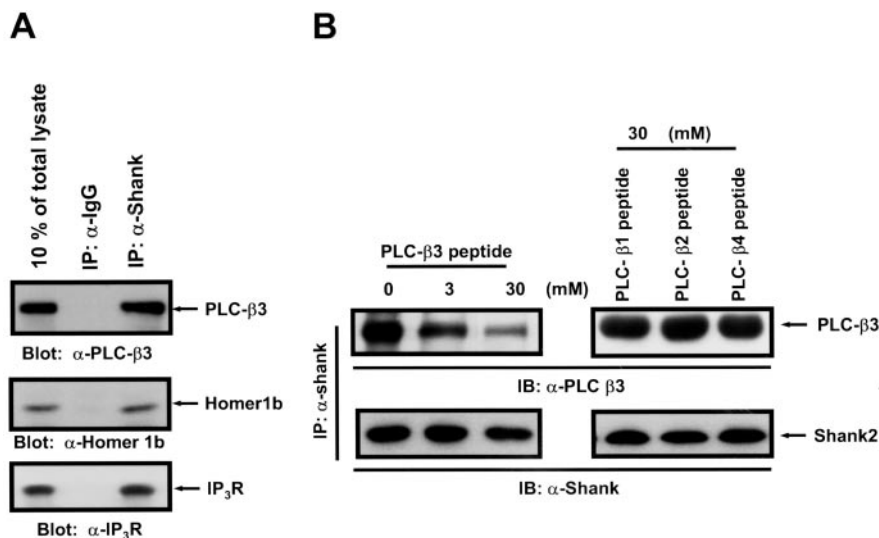 A
10 % of total lysate
IP: α-IgG
IP: α-Shank
PLC-β3
Blot: α-PLC-β3
Homer1b
Blot: α-Homer 1b
IP₃R
Blot: α-IP₃R
B
30 (mM)
PLC- β1 peptide
PLC- β2 peptide
PLC- β4 peptide
PLC-β3 peptide
0 3 30 (mM)
PLC-β3
IP: α-shank
IB: α-PLC β3
Shank2
IB: α-Shank